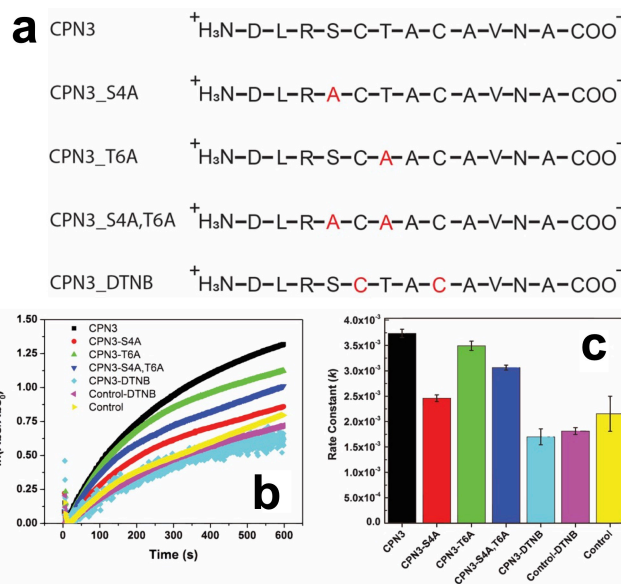 a
CPN3 +H₃N–D–L–R–S–C–T–A–C–A–V–N–A–COO⁻
CPN3_S4A +H₃N–D–L–R–A–C–T–A–C–A–V–N–A–COO⁻
CPN3_T6A +H₃N–D–L–R–S–C–A–A–C–A–V–N–A–COO⁻
CPN3_S4A,T6A +H₃N–D–L–R–A–C–A–A–C–A–V–N–A–COO⁻
CPN3_DTNB +H₃N–D–L–R–S–C–T–A–C–A–V–N–A–COO⁻
1.50
1.25
1.00
0.75
0.50
0.25
0.00
CPN3
CPN3-S4A
CPN3-T6A
CPN3-S4A,T6A
CPN3-DTNB
Control-DTNB
Control
b
0 100 200 300 400 500 600
Time (s)
Rate Constant (k)
4.0x10⁻³
3.5x10⁻³
3.0x10⁻³
2.5x10⁻³
2.0x10⁻³
1.5x10⁻³
1.0x10⁻³
5.0x10⁻⁴
0.0
c
CPN3
CPN3-S4A
CPN3-T6A
CPN3-S4A,T6A
CPN3-DTNB
Control-DTNB
Control